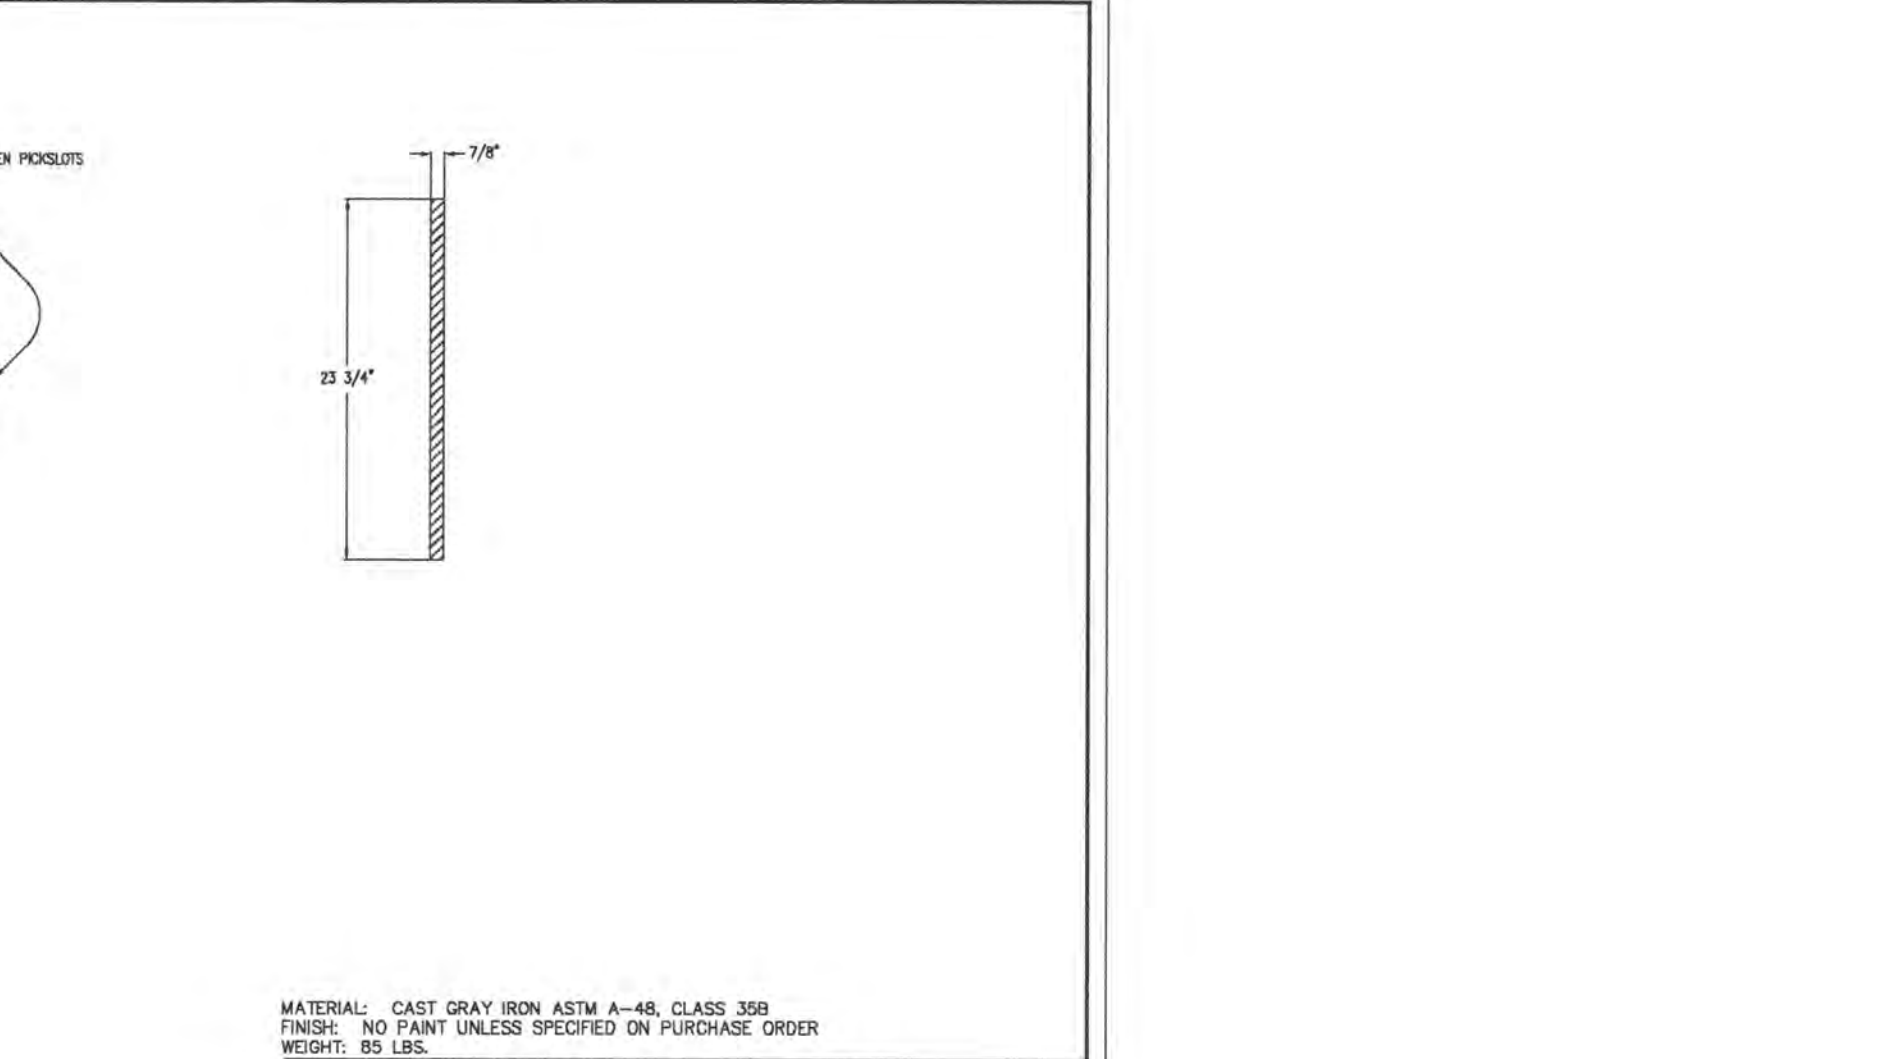 7/8"
EN PICKSLOTS
23 3/4"
MATERIAL: CAST GRAY IRON ASTM A-48, CLASS 35B
FINISH: NO PAINT UNLESS SPECIFIED ON PURCHASE ORDER
WEIGHT: 85 LBS.